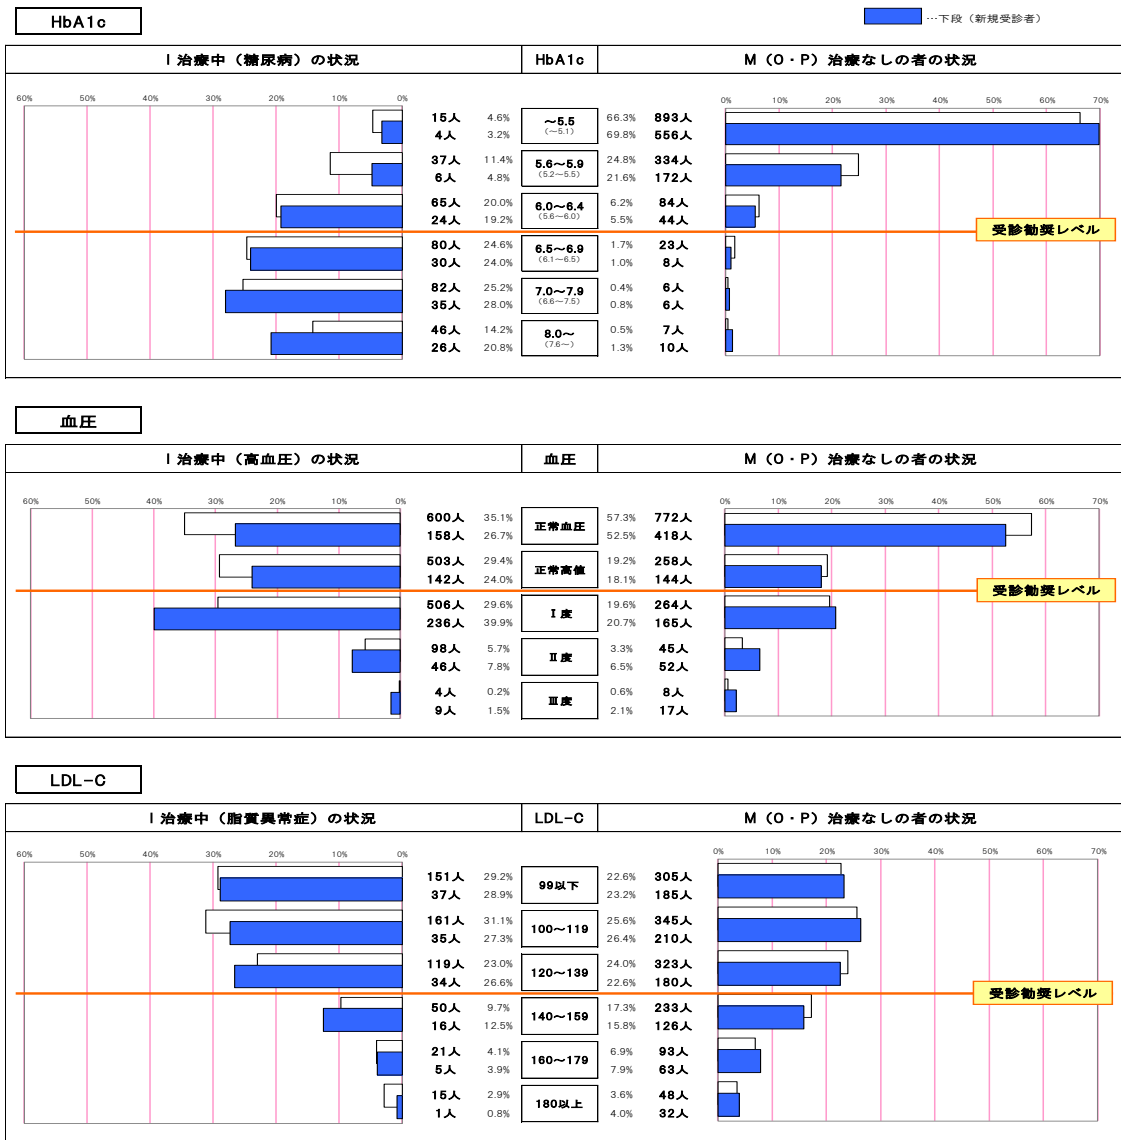 HbA1c
…下段（新規受診者）
Ⅰ 治療中（糖尿病）の状況 HbA1c M（O・P）治療なしの者の状況
60% 50% 40% 30% 20% 10% 0% 0% 10% 20% 30% 40% 50% 60% 70%
15人 4.6% ～5.5 66.3% 893人
4人 3.2% （～5.1） 69.8% 556人
37人 11.4% 5.6～5.9 24.8% 334人
6人 4.8% （5.2～5.5） 21.6% 172人
65人 20.0% 6.0～6.4 6.2% 84人
24人 19.2% （5.6～6.0） 5.5% 44人
受診勧奨レベル
80人 24.6% 6.5～6.9 1.7% 23人
30人 24.0% （6.1～6.5） 1.0% 8人
82人 25.2% 7.0～7.9 0.4% 6人
35人 28.0% （6.6～7.5） 0.8% 6人
46人 14.2% 8.0～ 0.5% 7人
26人 20.8% （7.6～） 1.3% 10人
血圧
Ⅰ 治療中（高血圧）の状況 血圧 M（O・P）治療なしの者の状況
60% 50% 40% 30% 20% 10% 0% 0% 10% 20% 30% 40% 50% 60% 70%
600人 35.1% 正常血圧 57.3% 772人
158人 26.7% 52.5% 418人
503人 29.4% 正常高値 19.2% 258人
142人 24.0% 18.1% 144人
受診勧奨レベル
506人 29.6% Ⅰ度 19.6% 264人
236人 39.9% 20.7% 165人
98人 5.7% Ⅱ度 3.3% 45人
46人 7.8% 6.5% 52人
4人 0.2% Ⅲ度 0.6% 8人
9人 1.5% 2.1% 17人
LDL-C
Ⅰ 治療中（脂質異常症）の状況 LDL-C M（O・P）治療なしの者の状況
60% 50% 40% 30% 20% 10% 0% 0% 10% 20% 30% 40% 50% 60% 70%
151人 29.2% 99以下 22.6% 305人
37人 28.9% 23.2% 185人
161人 31.1% 100～119 25.6% 345人
35人 27.3% 26.4% 210人
119人 23.0% 120～139 24.0% 323人
34人 26.6% 22.6% 180人
受診勧奨レベル
50人 9.7% 140～159 17.3% 233人
16人 12.5% 15.8% 126人
21人 4.1% 160～179 6.9% 93人
5人 3.9% 7.9% 63人
15人 2.9% 180以上 3.6% 48人
1人 0.8% 4.0% 32人